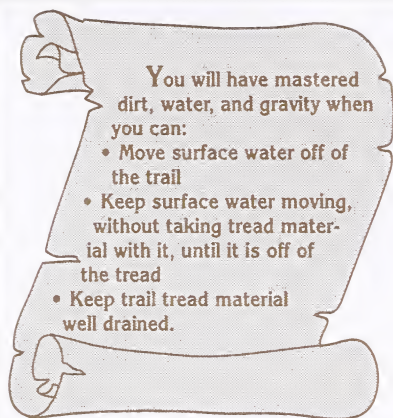 You will have mastered
dirt, water, and gravity when
you can:
• Move surface water off of
the trail
• Keep surface water moving,
without taking tread mater-
ial with it, until it is off of
the tread
• Keep trail tread material
well drained.